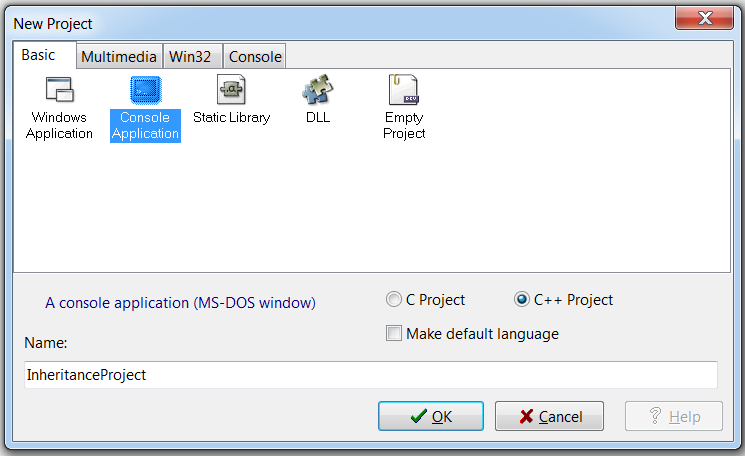 New Project
Basic Multimedia Win32 Console
Windows Application
Console Application
Static Library
.a
DLL
Empty Project
DEV
A console application (MS-DOS window)
C Project
C++ Project
Make default language
Name:
InheritanceProject
OK
Cancel
? Help